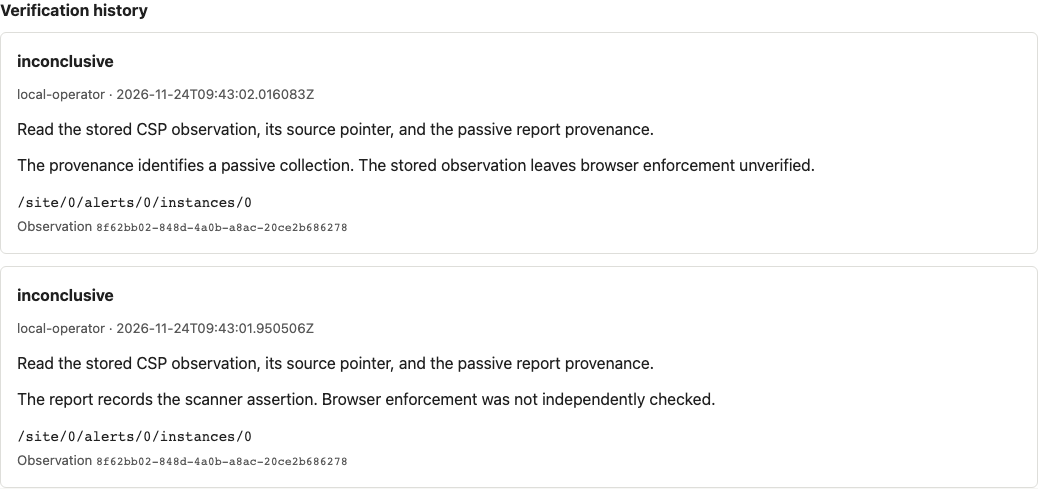 Verification history
inconclusive
local-operator · 2026-11-24T09:43:02.016083Z
Read the stored CSP observation, its source pointer, and the passive report provenance.
The provenance identifies a passive collection. The stored observation leaves browser enforcement unverified.
/site/0/alerts/0/instances/0
Observation 8f62bb02-848d-4a0b-a8ac-20ce2b686278
inconclusive
local-operator · 2026-11-24T09:43:01.950506Z
Read the stored CSP observation, its source pointer, and the passive report provenance.
The report records the scanner assertion. Browser enforcement was not independently checked.
/site/0/alerts/0/instances/0
Observation 8f62bb02-848d-4a0b-a8ac-20ce2b686278